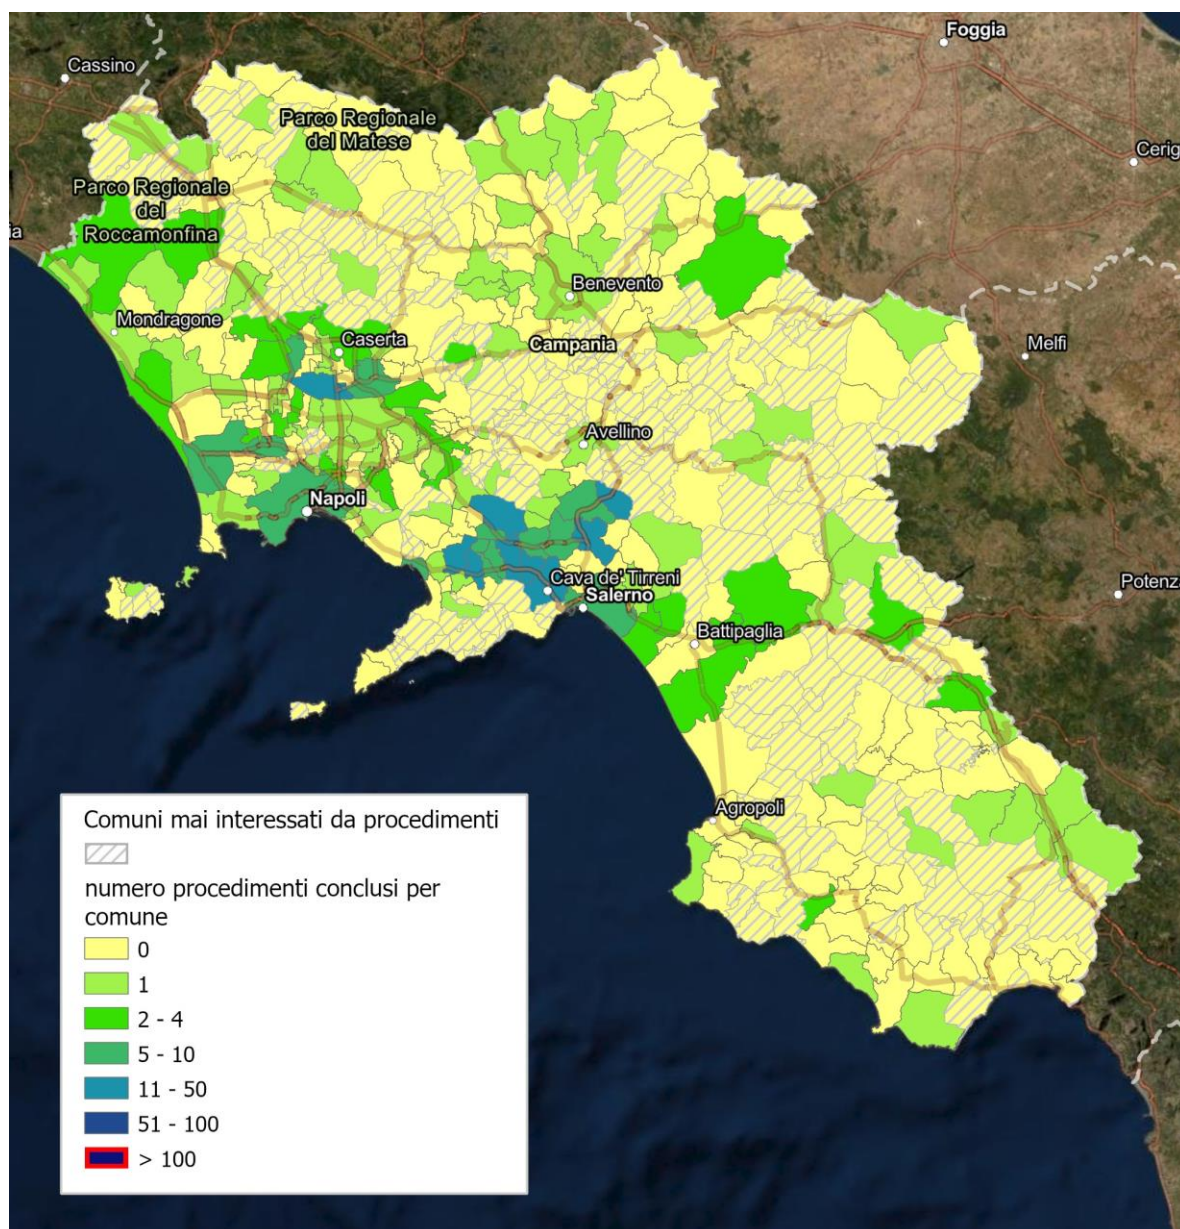 Foggia
Cassino
Parco Regionale
del Matese
Cerig
Parco Regionale
del
Roccamonfina
ia
Benevento
Mondragone
Caserta
Campania
Melfi
Avellino
Napoli
Cava de' Tirreni
Salerno
Potenza
Battipaglia
Agropoli
Comuni mai interessati da procedimenti
numero procedimenti conclusi per
comune
0
1
2 - 4
5 - 10
11 - 50
51 - 100
> 100